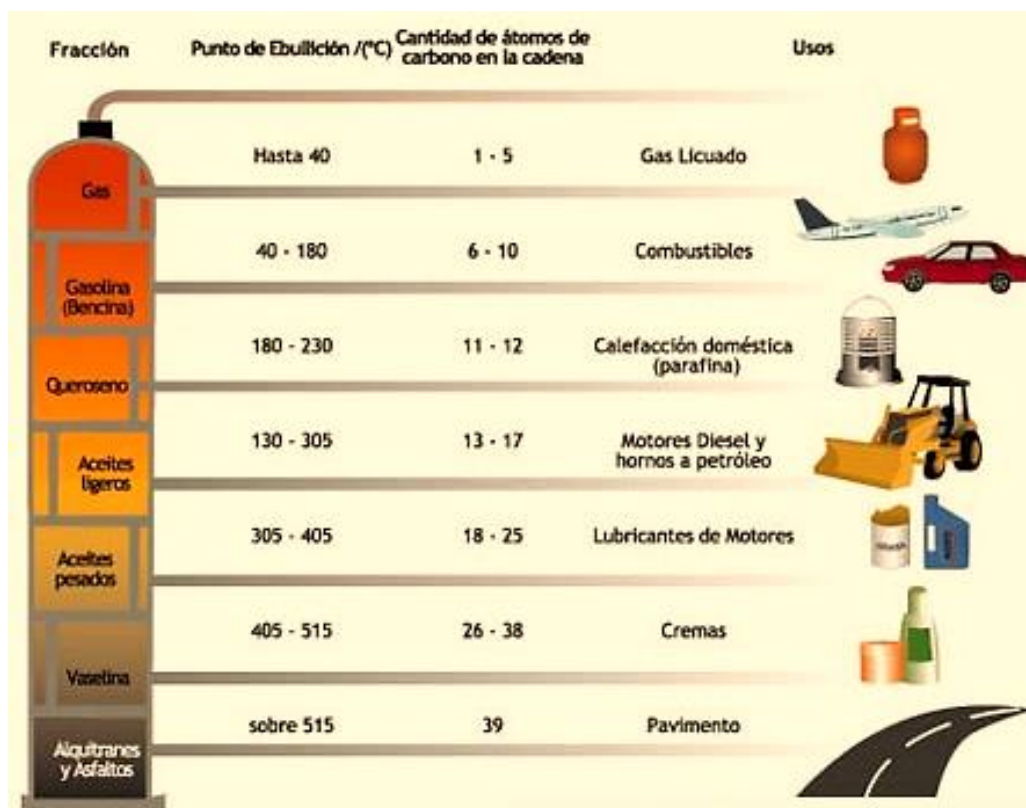 Fracción
Punto de Ebullición /(°C)
Cantidad de átomos de
carbono en la cadena
Usos
Gas
Hasta 40
1 - 5
Gas Licuado
Gasolina
(Bencina)
40 - 180
6 - 10
Combustibles
Queroseno
180 - 230
11 - 12
Calefacción doméstica
(parafina)
Aceites
ligeros
130 - 305
13 - 17
Motores Diesel y
hornos a petróleo
Aceites
pesados
305 - 405
18 - 25
Lubricantes de Motores
Vaselina
405 - 515
26 - 38
Cremas
Alquitranes
y Asfaltos
sobre 515
39
Pavimento